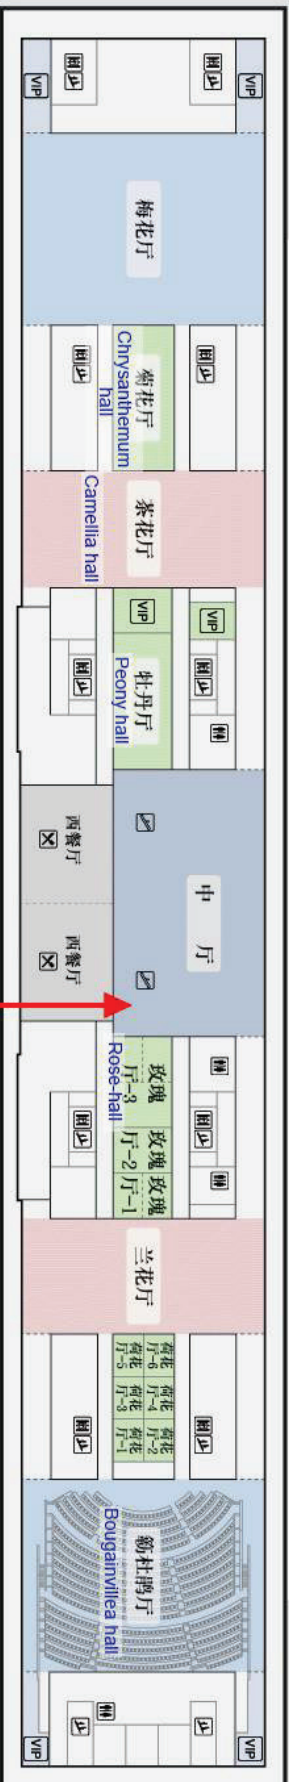 VIP
VIP
梅花厅
菊花厅
Chrysanthemum
hall
茶花厅
Camellia hall
VIP
VIP
牡丹厅
Peony hall
中 厅
西餐厅
西餐厅
玫瑰
厅-3
玫瑰
厅-2
玫瑰
厅-1
Rose-hall
兰花厅
荷花
厅-6
荷花
厅-4
荷花
厅-2
荷花
厅-5
荷花
厅-3
荷花
厅-1
簕杜鹃厅
Bougainvillea hall
VIP
VIP